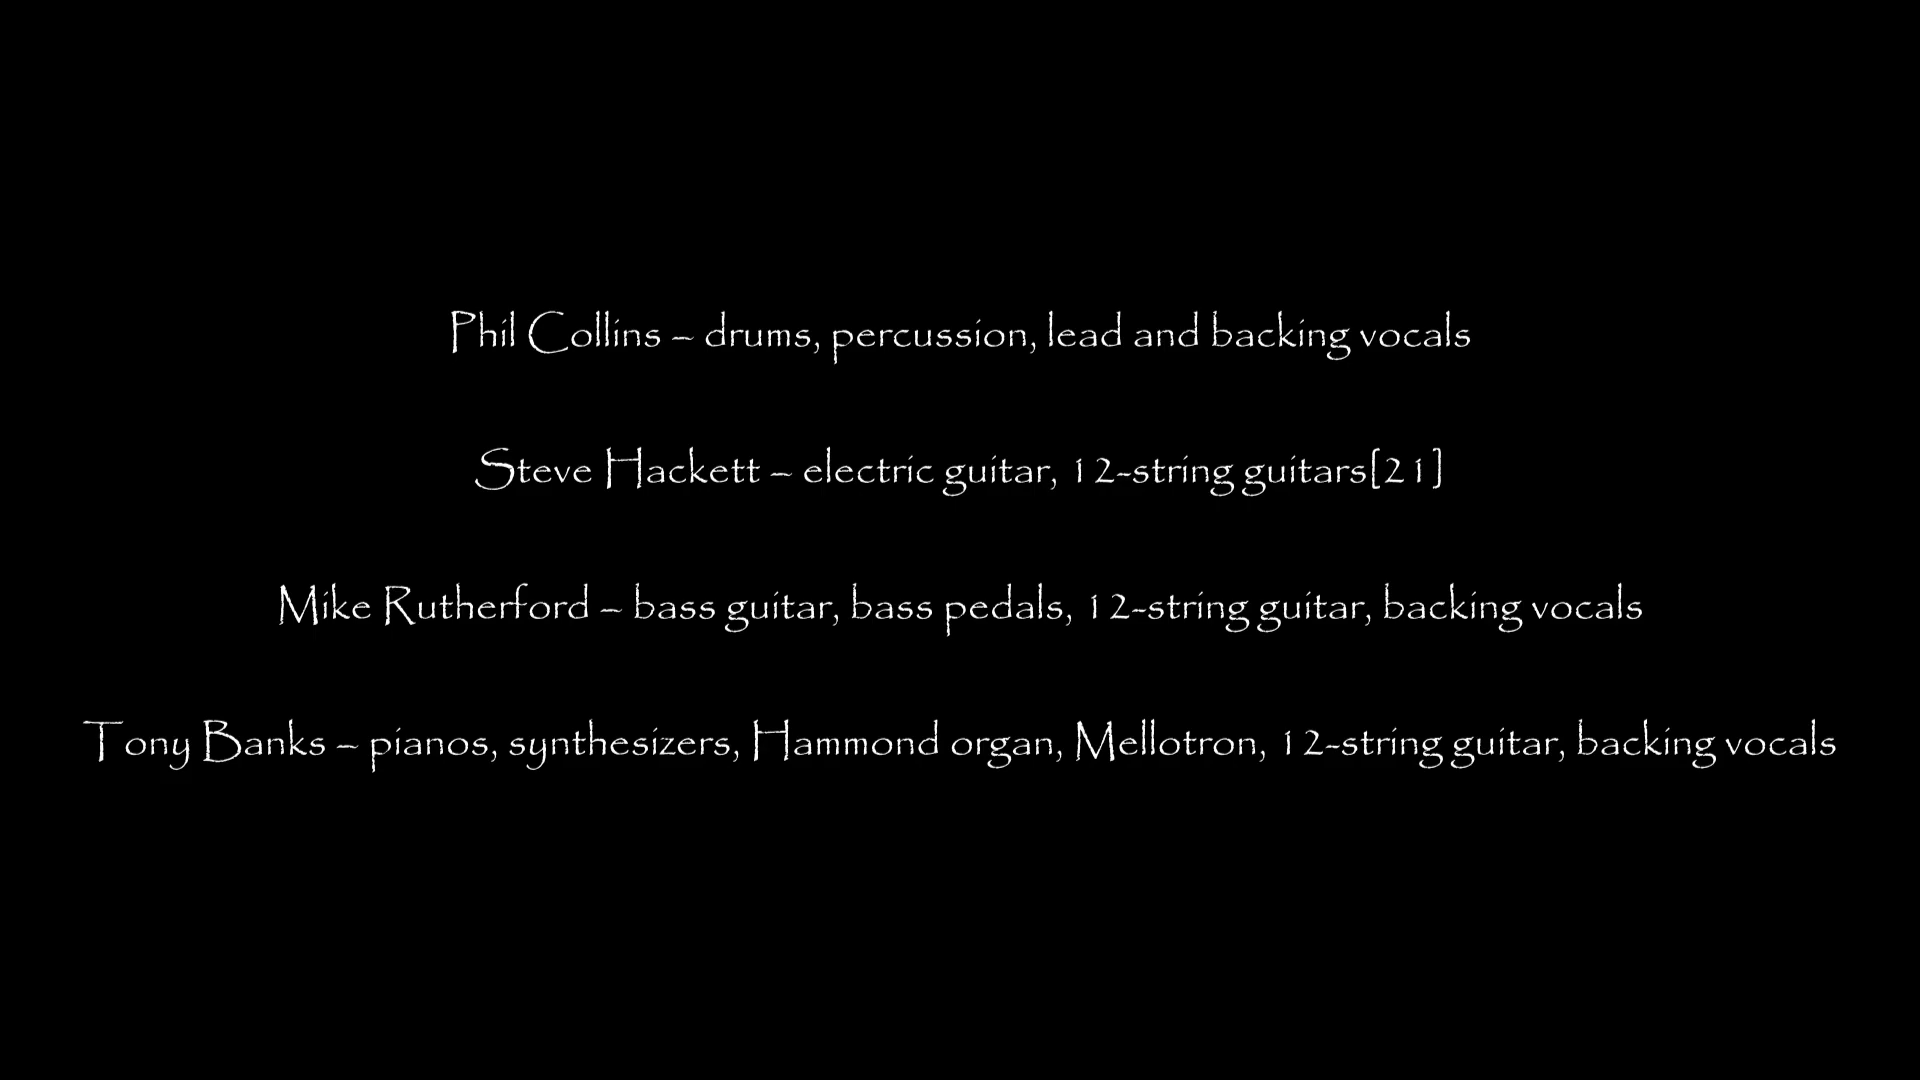 Phil Collins – drums, percussion, lead and backing vocals
Steve Hackett – electric guitar, 12-string guitars[21]
Mike Rutherford – bass guitar, bass pedals, 12-string guitar, backing vocals
Tony Banks – pianos, synthesizers, Hammond organ, Mellotron, 12-string guitar, backing vocals